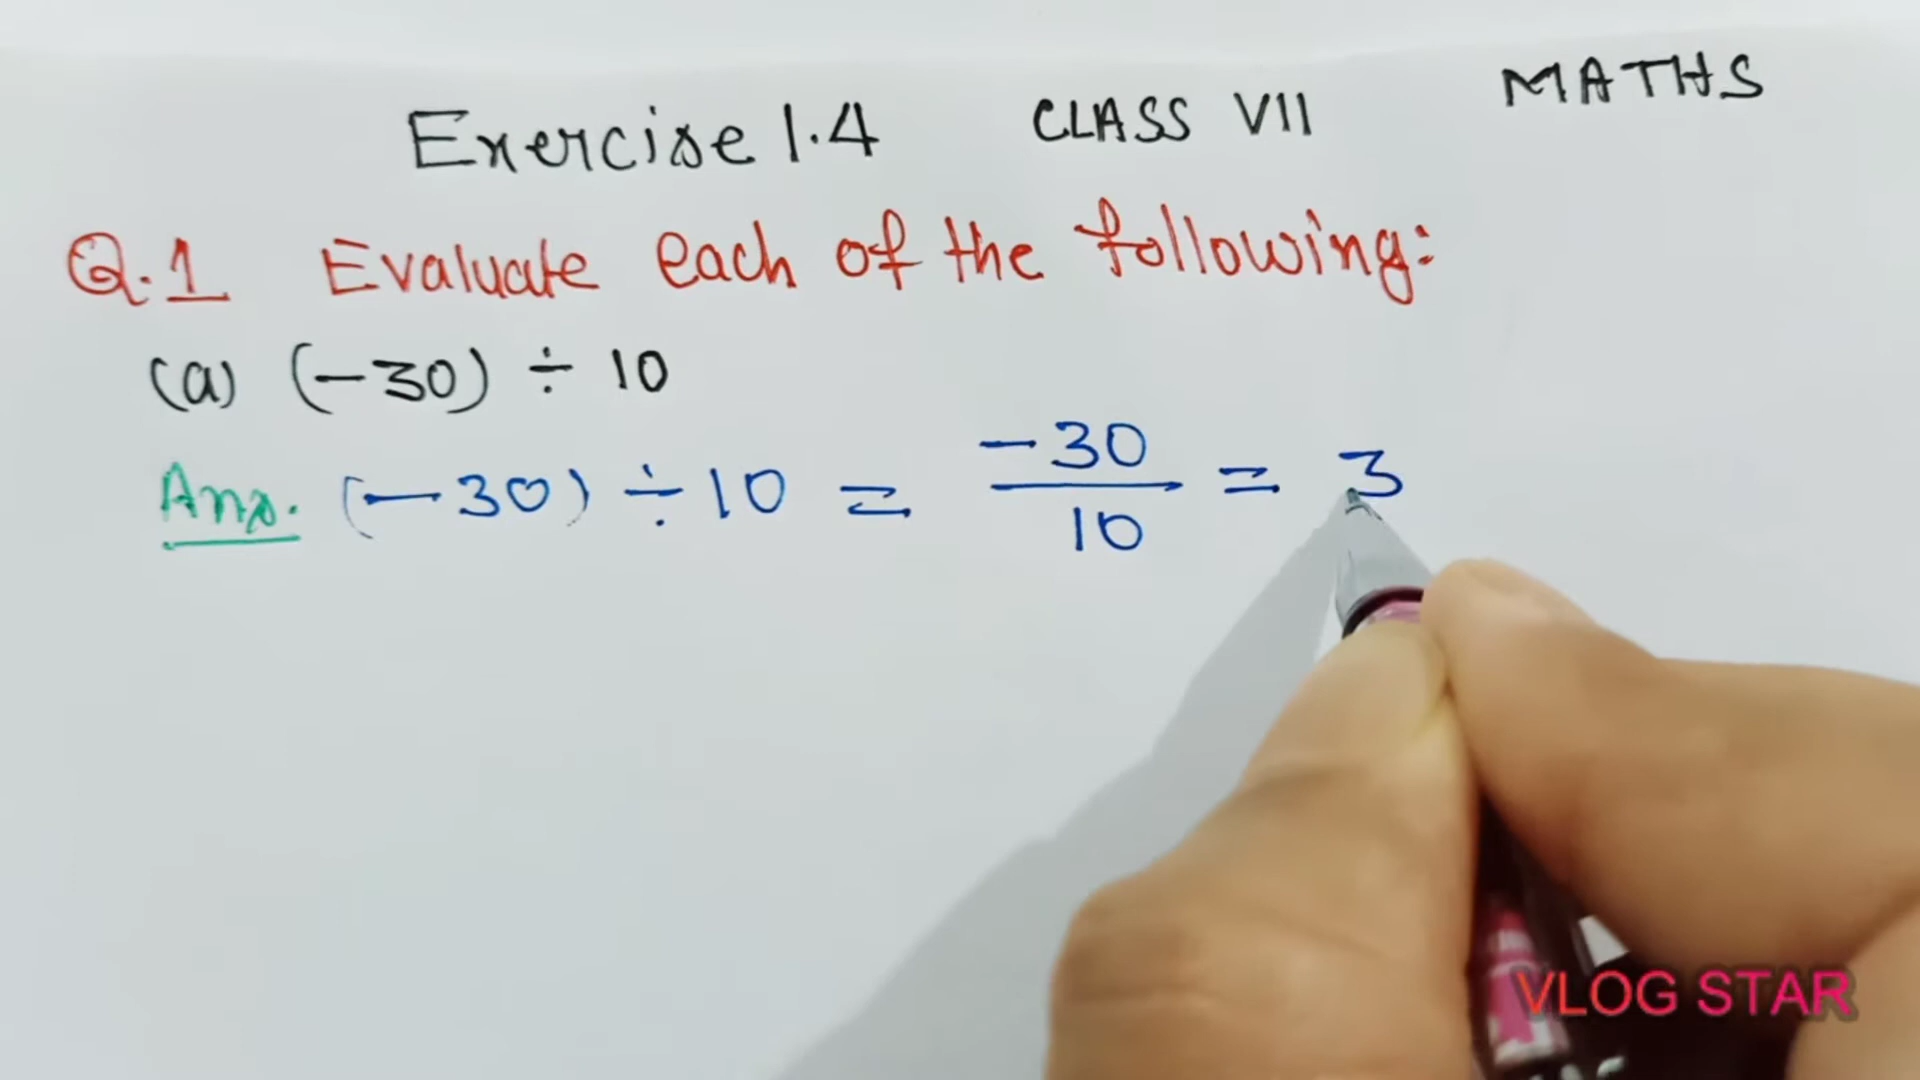 Exercise 1.4 CLASS VII MATHS
Q.1 Evaluate each of the following:
(a) (-30) ÷ 10
Ans. (-30) ÷ 10 = -30/10 = 3
VLOG STAR